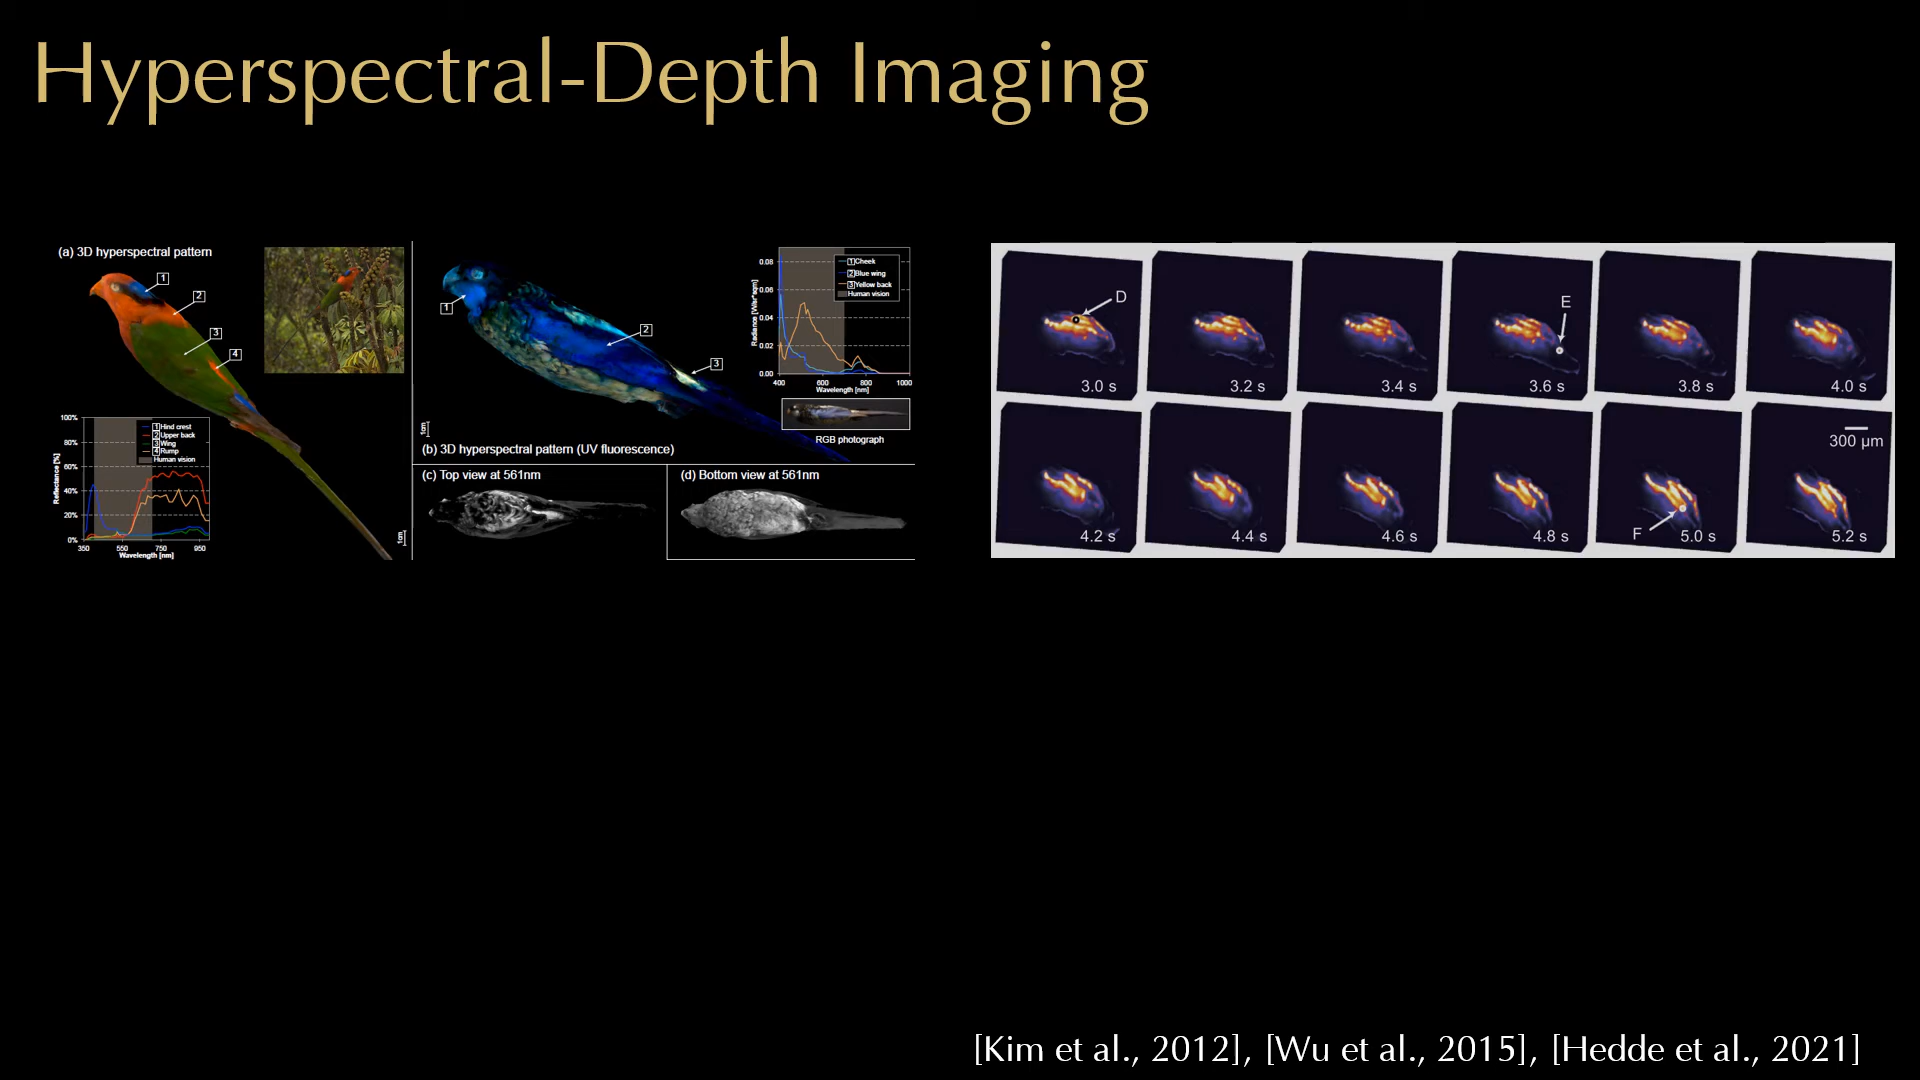 Hyperspectral-Depth Imaging
(a) 3D hyperspectral pattern
1
2
3
4
100%
80%
60%
40%
20%
0%
Reflectance [%]
1 Hind crest
2 Upper back
3 Wing
4 Rump
Human vision
350 550 750 950
Wavelength [nm]
1cm
1
2
3
0.08
0.06
0.04
0.02
0.00
1 Cheek
2 Blue wing
3 Yellow back
Human vision
400 600 800 1000
Wavelength [nm]
RGB photograph
1cm
(b) 3D hyperspectral pattern (UV fluorescence)
(c) Top view at 561nm
(d) Bottom view at 561nm
D
E
3.0 s
3.2 s
3.4 s
3.6 s
3.8 s
4.0 s
300 µm
F
4.2 s
4.4 s
4.6 s
4.8 s
5.0 s
5.2 s
[Kim et al., 2012], [Wu et al., 2015], [Hedde et al., 2021]